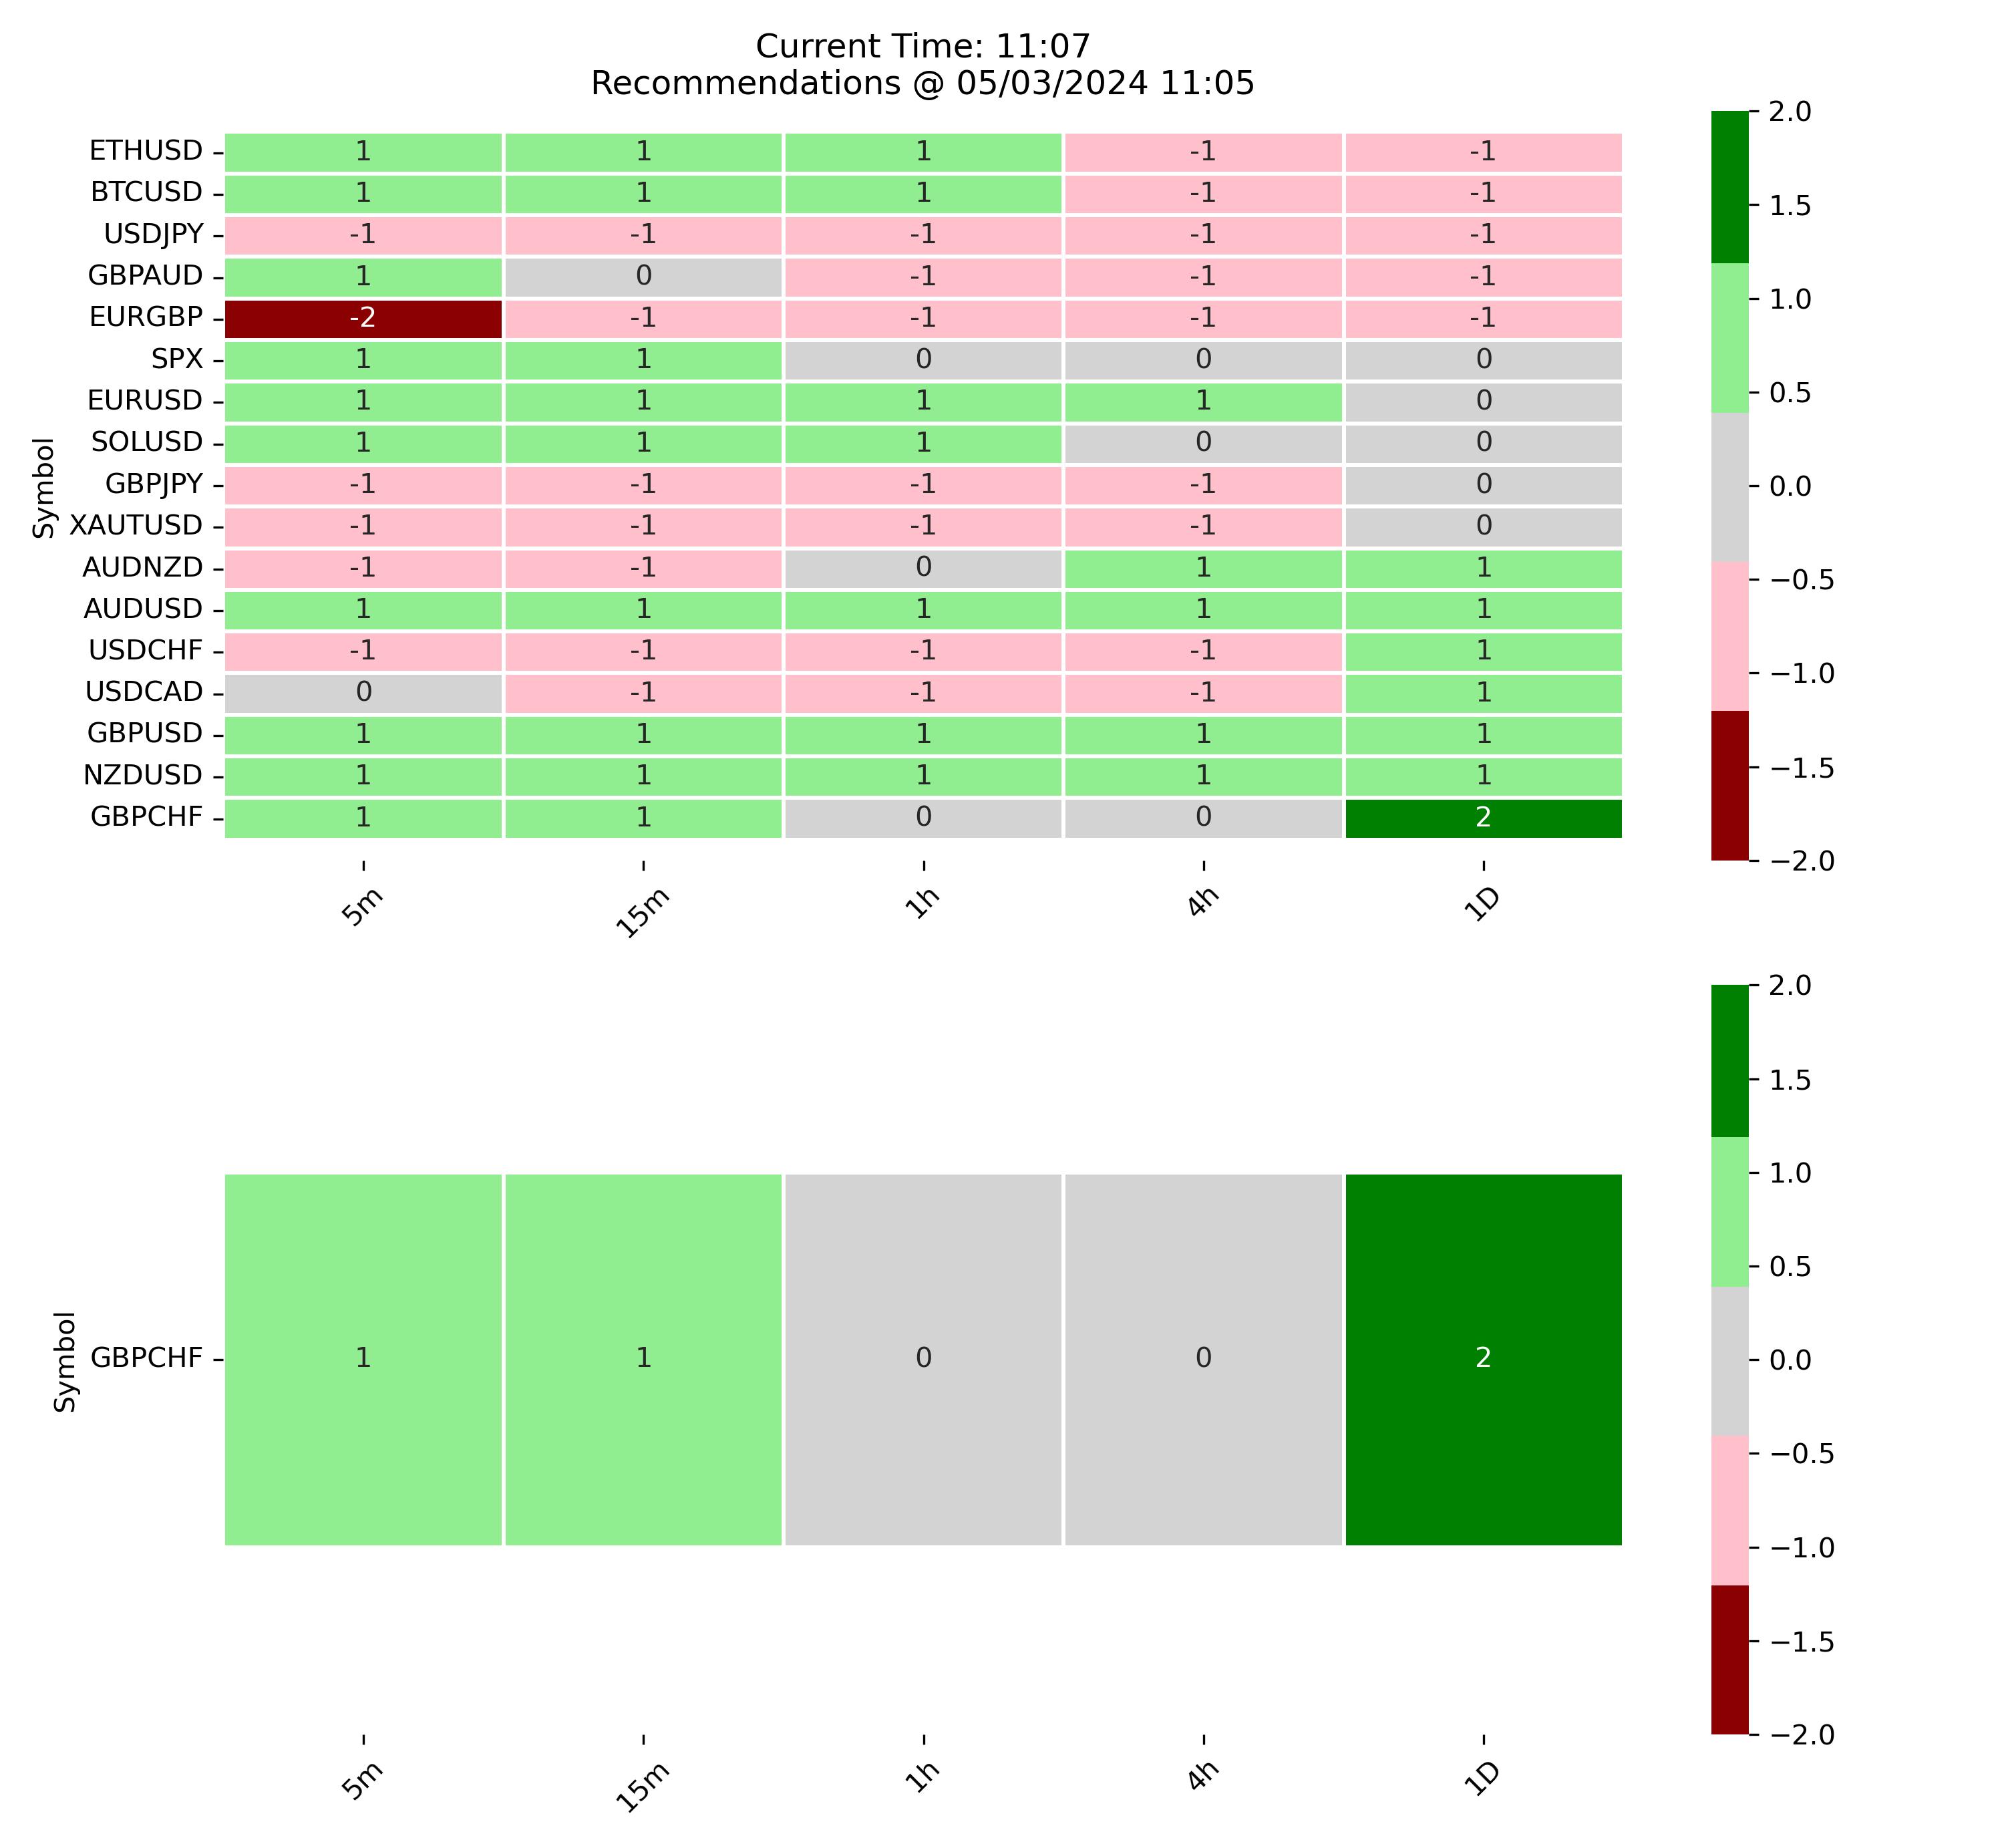 Current Time: 11:07
Recommendations @ 05/03/2024 11:05
Symbol
ETHUSD 1 1 1 -1 -1
BTCUSD 1 1 1 -1 -1
USDJPY -1 -1 -1 -1 -1
GBPAUD 1 0 -1 -1 -1
EURGBP -2 -1 -1 -1 -1
SPX 1 1 0 0 0
EURUSD 1 1 1 1 0
SOLUSD 1 1 1 0 0
GBPJPY -1 -1 -1 -1 0
XAUTUSD -1 -1 -1 -1 0
AUDNZD -1 -1 0 1 1
AUDUSD 1 1 1 1 1
USDCHF -1 -1 -1 -1 1
USDCAD 0 -1 -1 -1 1
GBPUSD 1 1 1 1 1
NZDUSD 1 1 1 1 1
GBPCHF 1 1 0 0 2
5m 15m 1h 4h 1D
2.0
1.5
1.0
0.5
0.0
−0.5
−1.0
−1.5
−2.0
Symbol
GBPCHF 1 1 0 0 2
5m 15m 1h 4h 1D
2.0
1.5
1.0
0.5
0.0
−0.5
−1.0
−1.5
−2.0